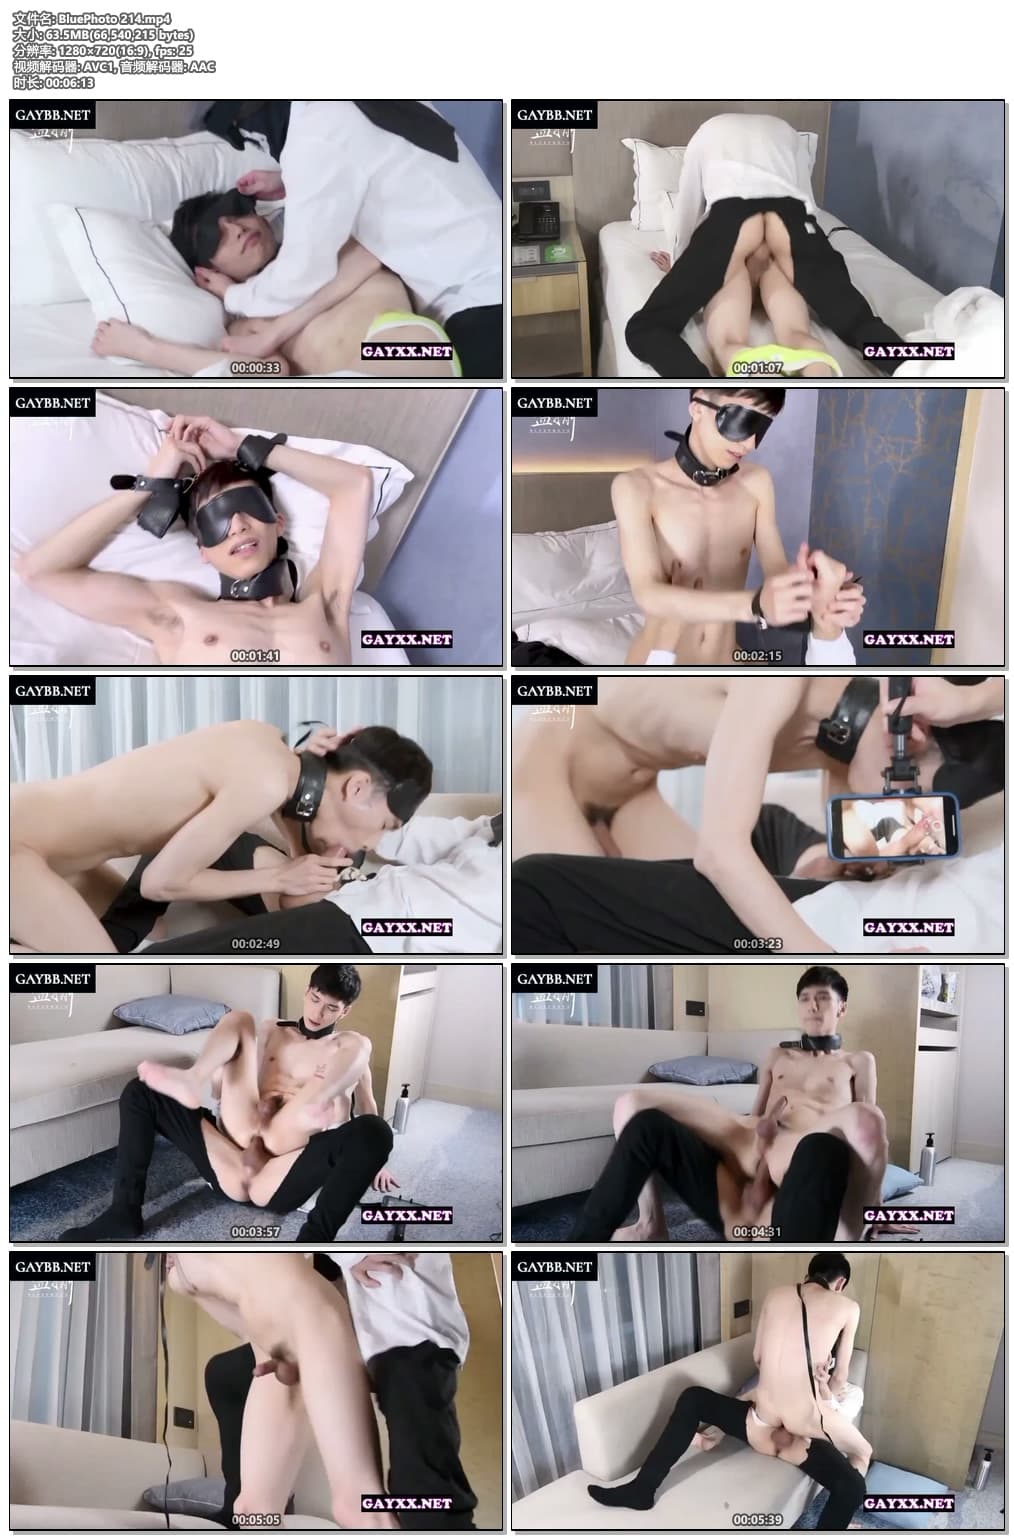 文件名: BluePhoto 214.mp4
大小: 63.5MB(66,540,215 bytes)
分辨率: 1280×720(16:9), fps: 25
视频解码器: AVC1, 音频解码器: AAC
时长: 00:06:13
GAYBB.NET
GAYXX.NET
00:00:33
GAYBB.NET
BLUEPHOTO
GAYXX.NET
00:01:07
GAYBB.NET
GAYXX.NET
00:01:41
GAYBB.NET
BLUEPHOTO
GAYXX.NET
00:02:15
GAYBB.NET
GAYXX.NET
00:02:49
GAYBB.NET
GAYXX.NET
00:03:23
GAYBB.NET
BLUEPHOTO
GAYXX.NET
00:03:57
GAYBB.NET
BLUEPHOTO
GAYXX.NET
00:04:31
GAYBB.NET
GAYXX.NET
00:05:05
GAYBB.NET
GAYXX.NET
00:05:39